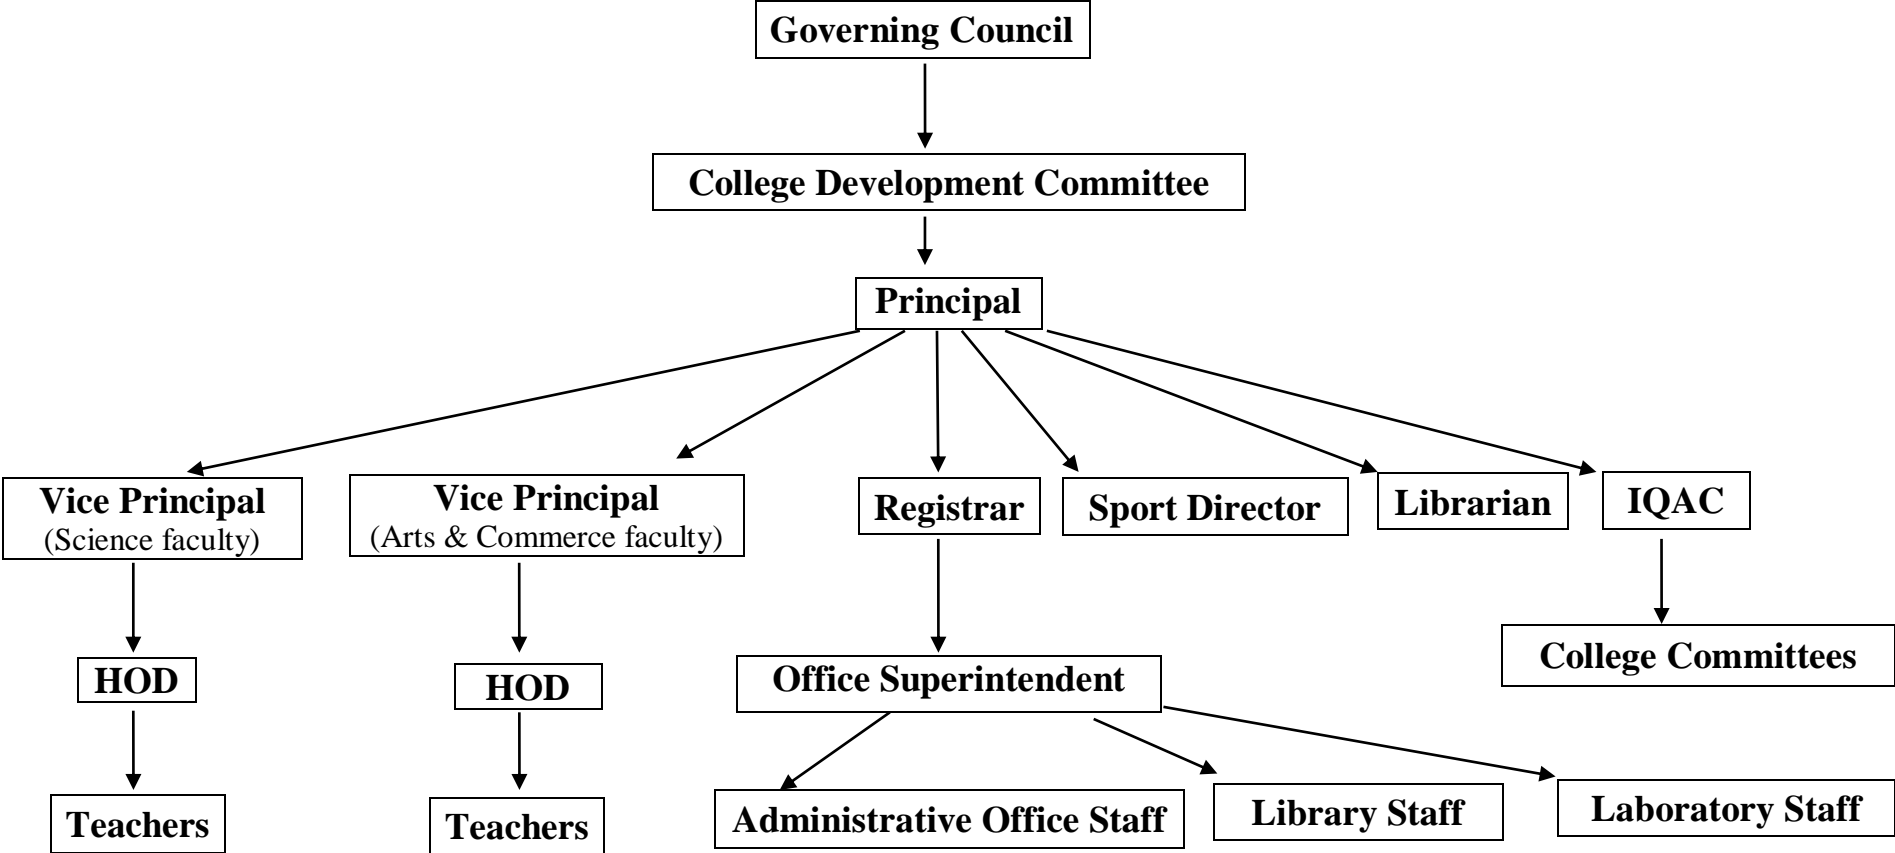 Governing Council
College Development Committee
Principal
Vice Principal
(Science faculty)
Vice Principal
(Arts & Commerce faculty)
Registrar
Sport Director
Librarian
IQAC
HOD
HOD
Office Superintendent
College Committees
Teachers
Teachers
Administrative Office Staff
Library Staff
Laboratory Staff